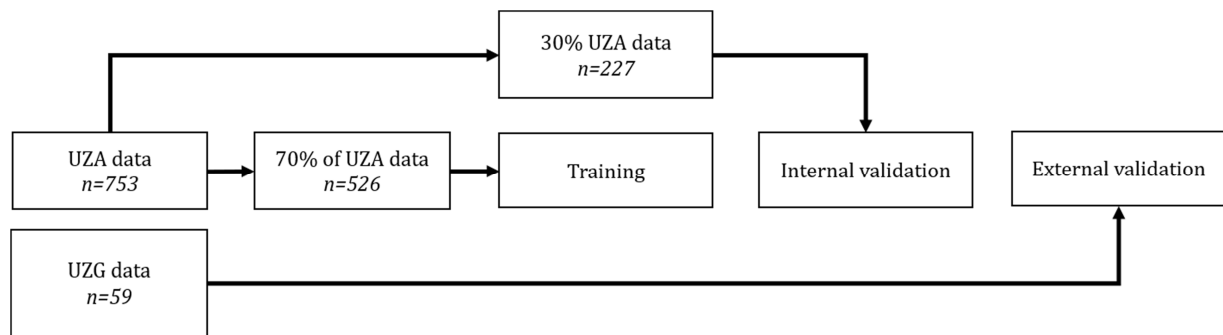 30% UZA data
n=227
UZA data
n=753
70% of UZA data
n=526
Training
Internal validation
External validation
UZG data
n=59